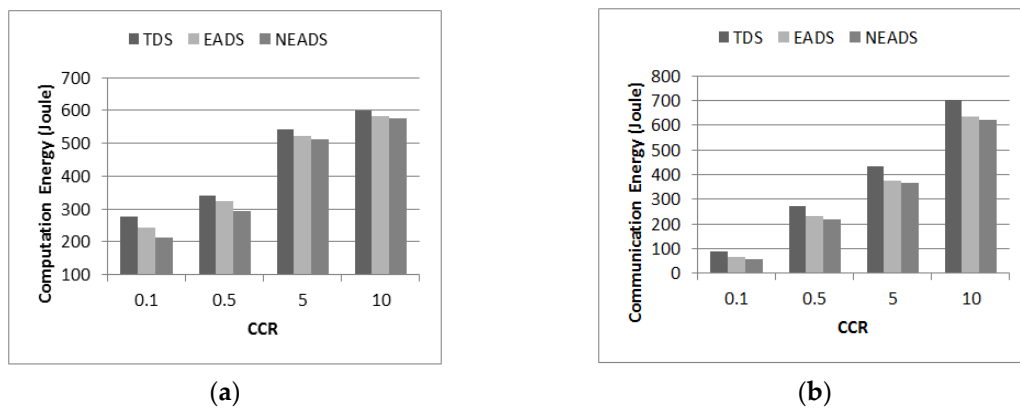 TDS EADS NEADS
Computation Energy (Joule)
700
600
500
400
300
200
100
0.1 0.5 5 10
CCR
(a)
TDS EADS NEADS
Communication Energy (Joule)
800
700
600
500
400
300
200
100
0
0.1 0.5 5 10
CCR
(b)